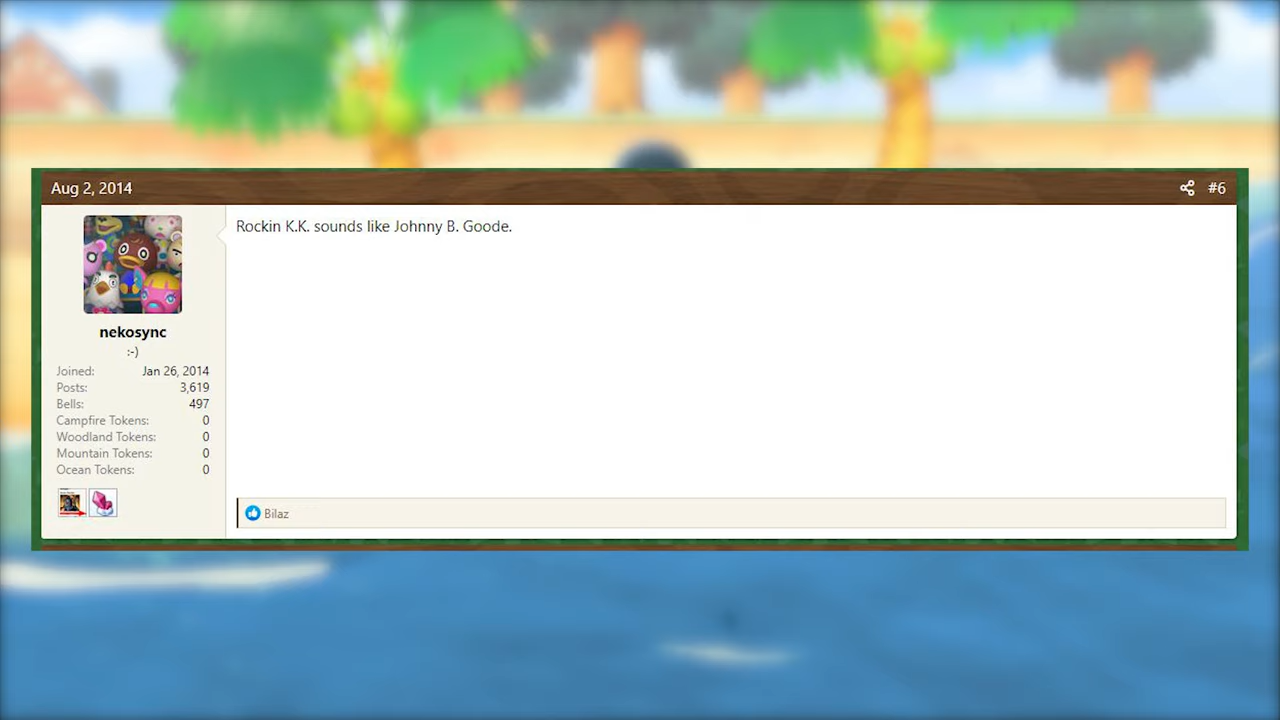 Aug 2, 2014
#6
Rockin K.K. sounds like Johnny B. Goode.
nekosync
:-)
Joined: Jan 26, 2014
Posts: 3,619
Bells: 497
Campfire Tokens: 0
Woodland Tokens: 0
Mountain Tokens: 0
Ocean Tokens: 0
Bilaz